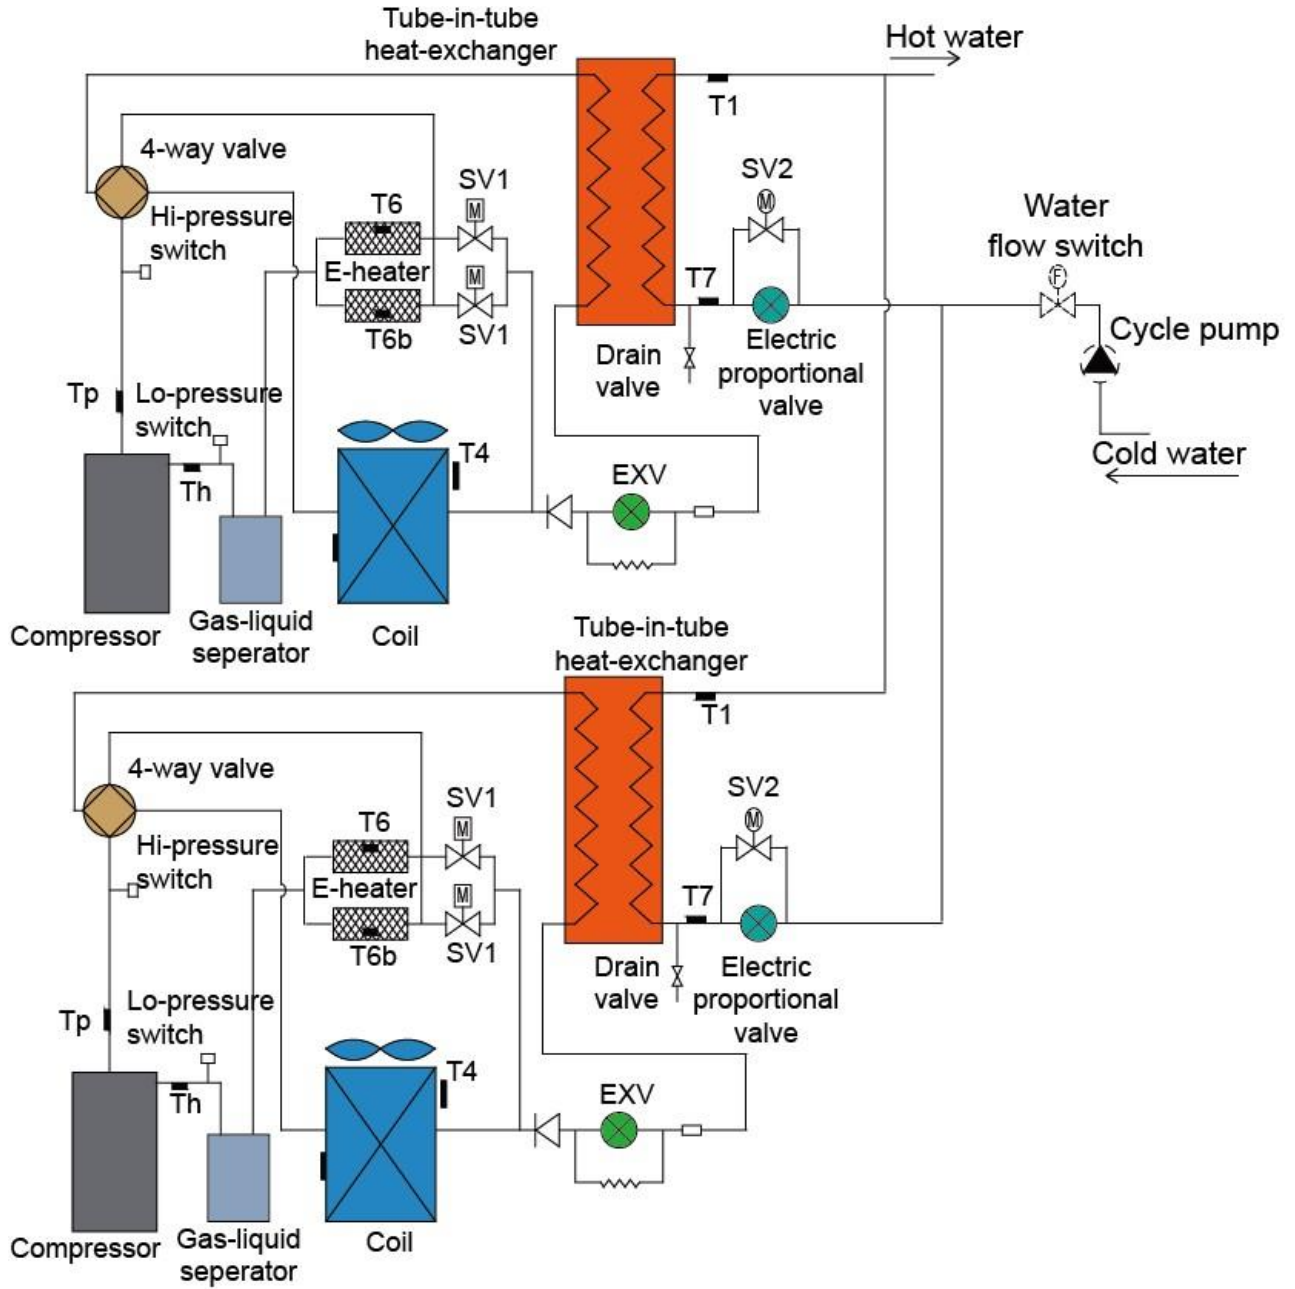 Tube-in-tube
heat-exchanger
Hot water
T1
4-way valve
SV1
SV2
M
M
T6
Hi-pressure
switch
Water
flow switch
E-heater
M
T7
F
T6b
SV1
Electric
proportional
valve
Cycle pump
Drain
valve
Tp
Lo-pressure
switch
T4
Cold water
EXV
Th
Gas-liquid
seperator
Compressor
Coil
Tube-in-tube
heat-exchanger
T1
4-way valve
SV1
SV2
M
M
T6
Hi-pressure
switch
E-heater
M
T7
T6b
SV1
Drain
valve
Electric
proportional
valve
Lo-pressure
switch
Tp
T4
EXV
Th
Gas-liquid
seperator
Compressor
Coil